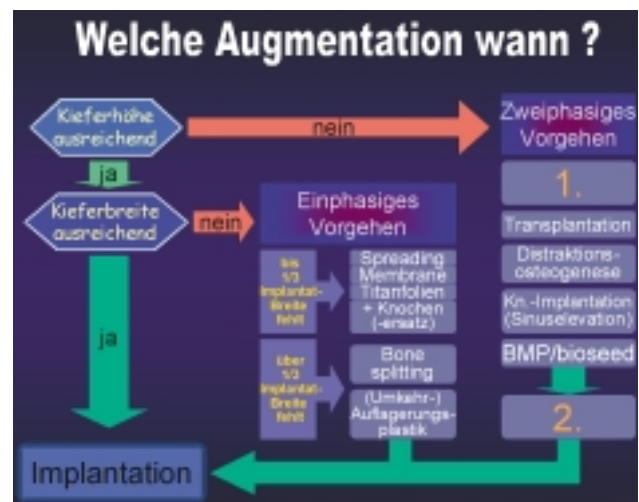 Welche Augmentation wann ?
Kieferhöhe
ausreichend
nein
Zweiphasiges
Vorgehen
ja
1.
Kieferbreite
ausreichend
nein
Einphasiges
Vorgehen
Transplantation
bis
1/3
Implantat-
Breite
fehlt
Spreading
Membrane
Titanfolien
+ Knochen
(-ersatz)
Distraktions-
osteogenese
Kn.-Implantation
(Sinuselevation)
ja
BMP/bioseed
über
1/3
Implantat-
Breite
fehlt
Bone
splitting
(Umkehr-)
Auflagerungs-
plastik
2.
Implantation